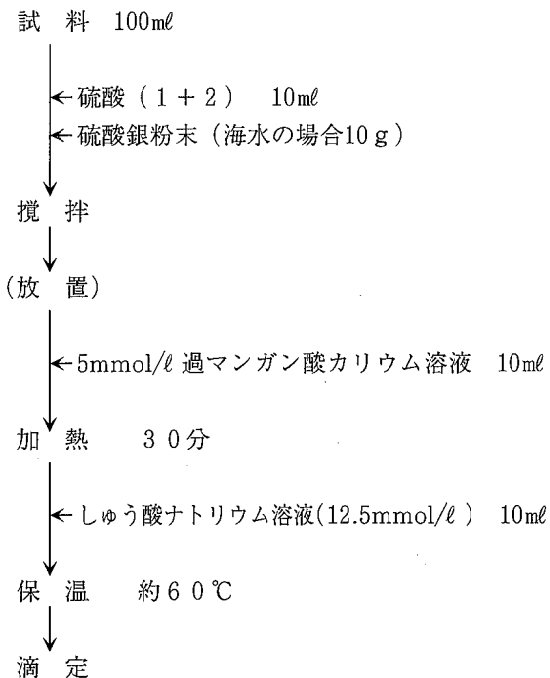 試　料　100mℓ
←硫酸（1＋2）　10mℓ
←硫酸銀粉末（海水の場合10ｇ）
攪　拌
(放　置)
←5mmol/ℓ 過マンガン酸カリウム溶液　10mℓ
加　熱　　３０分
←しゅう酸ナトリウム溶液(12.5mmol/ℓ)　10mℓ
保　温　　約６０℃
滴　定